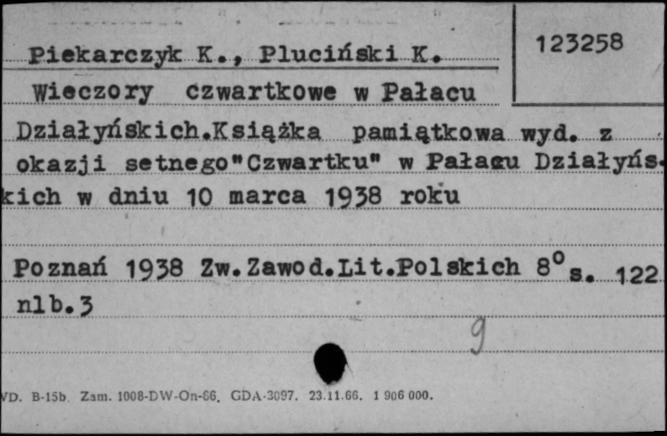 Piekarczyk K., Pluciński K.
123258
Wieczory czwartkowe w Pałacu
Działyńskich.Książka pamiątkowa wyd. z
okazji setnego"Czwartku" w Pałacu Działyńs-
kich w dniu 10 marca 1938 roku
Poznań 1938 Zw.Zawod.Lit.Polskich 8° s. 122
nlb.3
9
VD. B-15b. Zam. 1008-DW-On-66. GDA-3097. 23.11.66. 1 906 000.